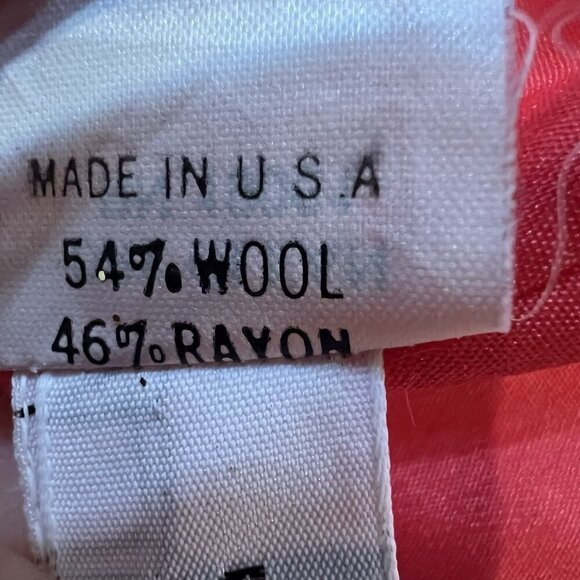 MADE IN U S.A
54% WOOL
46% RAYON